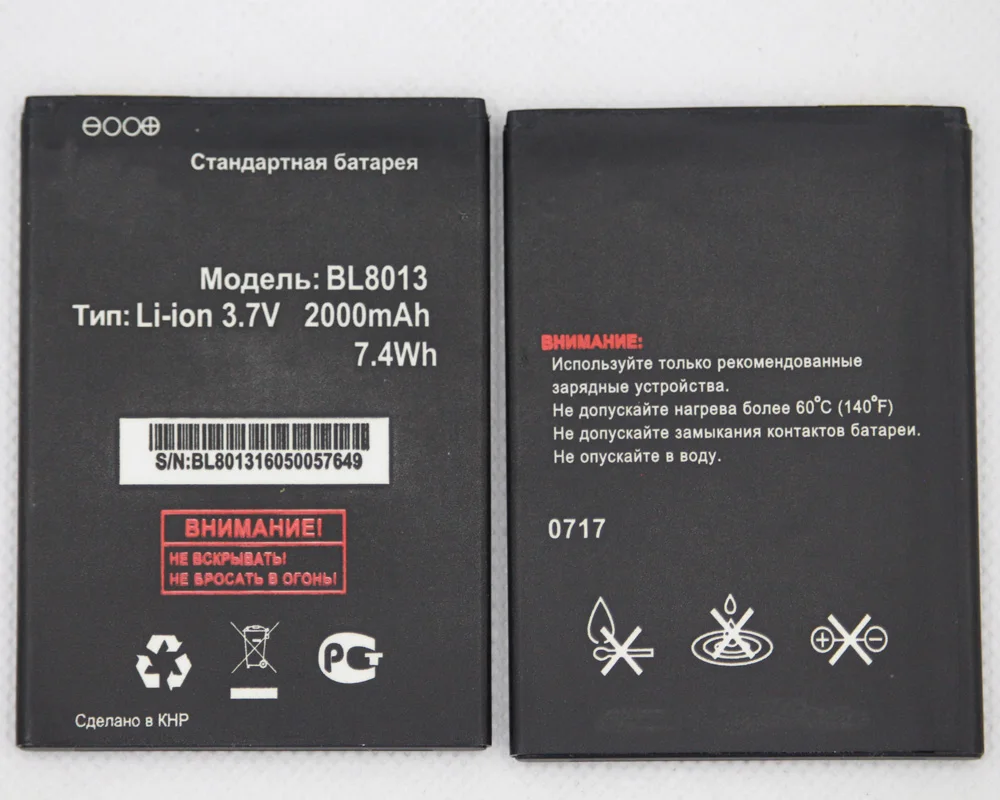 Стандартная батарея
Модель: BL8013
Тип: Li-ion 3.7V 2000mAh
7.4Wh
S/N:BL801316050057649
ВНИМАНИЕ!
НЕ ВСКРЫВАТЬ!
НЕ БРОСАТЬ В ОГОНЬ!
РСТ
Сделано в КНР
ВНИМАНИЕ:
Используйте только рекомендованные
зарядные устройства.
Не допускайте нагрева более 60°C (140°F)
Не допускайте замыкания контактов батареи.
Не опускайте в воду.
0717